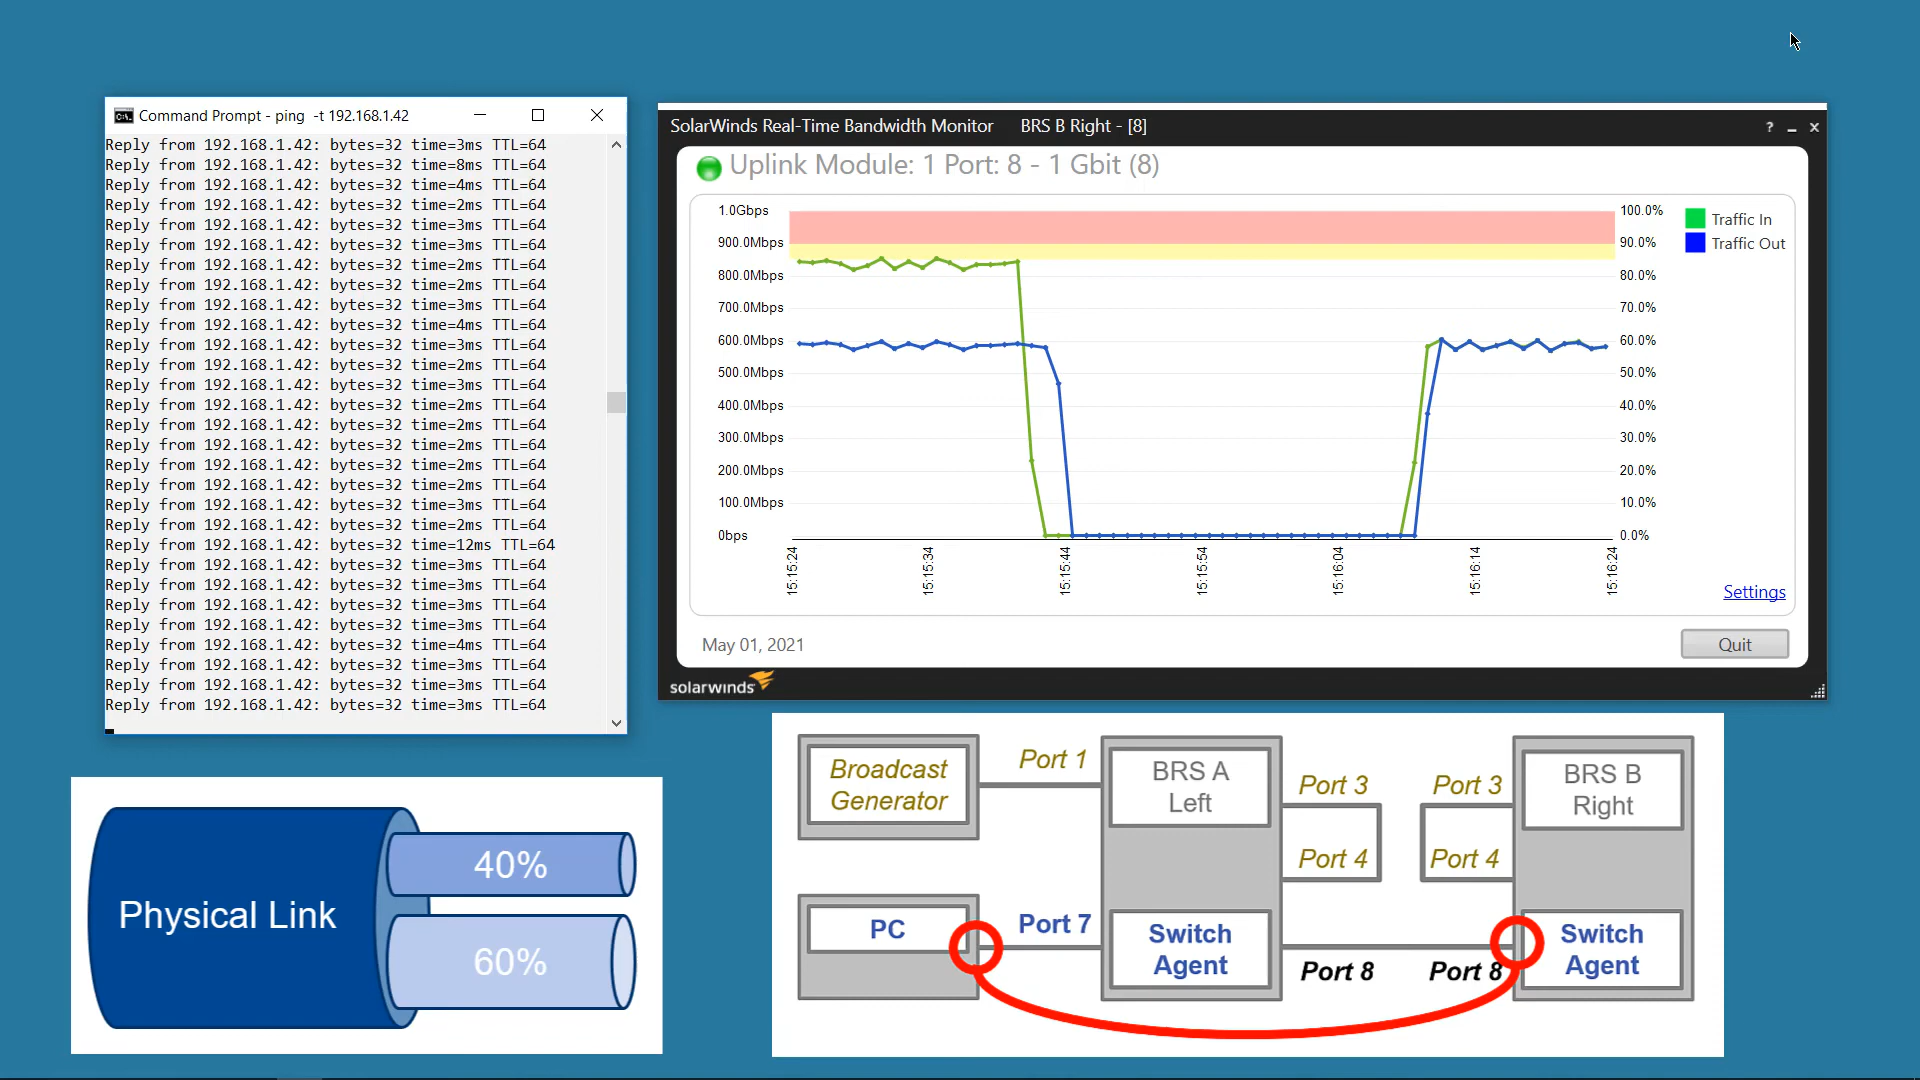 Command Prompt - ping  -t 192.168.1.42
Reply from 192.168.1.42: bytes=32 time=3ms TTL=64
Reply from 192.168.1.42: bytes=32 time=8ms TTL=64
Reply from 192.168.1.42: bytes=32 time=4ms TTL=64
Reply from 192.168.1.42: bytes=32 time=2ms TTL=64
Reply from 192.168.1.42: bytes=32 time=3ms TTL=64
Reply from 192.168.1.42: bytes=32 time=3ms TTL=64
Reply from 192.168.1.42: bytes=32 time=2ms TTL=64
Reply from 192.168.1.42: bytes=32 time=2ms TTL=64
Reply from 192.168.1.42: bytes=32 time=3ms TTL=64
Reply from 192.168.1.42: bytes=32 time=4ms TTL=64
Reply from 192.168.1.42: bytes=32 time=3ms TTL=64
Reply from 192.168.1.42: bytes=32 time=2ms TTL=64
Reply from 192.168.1.42: bytes=32 time=3ms TTL=64
Reply from 192.168.1.42: bytes=32 time=2ms TTL=64
Reply from 192.168.1.42: bytes=32 time=2ms TTL=64
Reply from 192.168.1.42: bytes=32 time=2ms TTL=64
Reply from 192.168.1.42: bytes=32 time=2ms TTL=64
Reply from 192.168.1.42: bytes=32 time=2ms TTL=64
Reply from 192.168.1.42: bytes=32 time=3ms TTL=64
Reply from 192.168.1.42: bytes=32 time=2ms TTL=64
Reply from 192.168.1.42: bytes=32 time=12ms TTL=64
Reply from 192.168.1.42: bytes=32 time=3ms TTL=64
Reply from 192.168.1.42: bytes=32 time=3ms TTL=64
Reply from 192.168.1.42: bytes=32 time=3ms TTL=64
Reply from 192.168.1.42: bytes=32 time=3ms TTL=64
Reply from 192.168.1.42: bytes=32 time=4ms TTL=64
Reply from 192.168.1.42: bytes=32 time=3ms TTL=64
Reply from 192.168.1.42: bytes=32 time=3ms TTL=64
Reply from 192.168.1.42: bytes=32 time=3ms TTL=64
SolarWinds Real-Time Bandwidth Monitor BRS B Right - [8]
?
Uplink Module: 1 Port: 8 - 1 Gbit (8)
1.0Gbps 100.0%
900.0Mbps 90.0%
800.0Mbps 80.0%
700.0Mbps 70.0%
600.0Mbps 60.0%
500.0Mbps 50.0%
400.0Mbps 40.0%
300.0Mbps 30.0%
200.0Mbps 20.0%
100.0Mbps 10.0%
0bps 0.0%
Traffic In
Traffic Out
15:15:24 15:15:34 15:15:44 15:15:54 15:16:04 15:16:14 15:16:24
Settings
May 01, 2021
Quit
solarwinds
Physical Link
40%
60%
Broadcast
Generator
Port 1
BRS A
Left
Port 3
Port 4
Port 3
Port 4
BRS B
Right
PC
Port 7
Switch
Agent
Port 8
Port 8
Switch
Agent